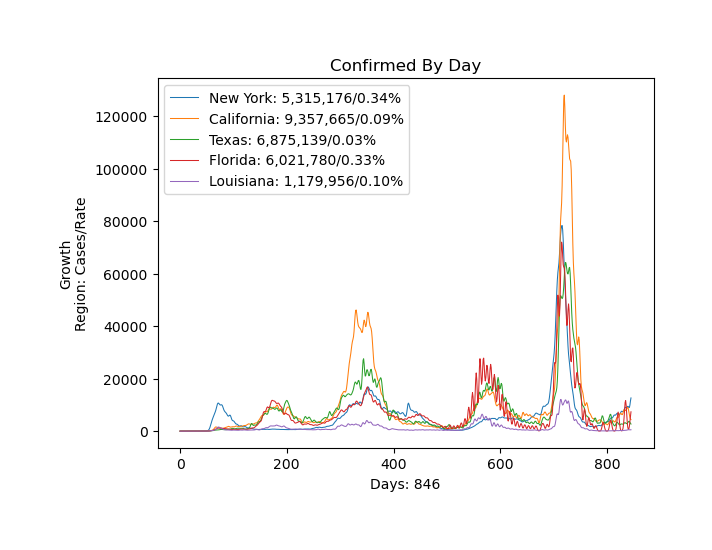 Confirmed By Day
New York: 5,315,176/0.34%
California: 9,357,665/0.09%
Texas: 6,875,139/0.03%
Florida: 6,021,780/0.33%
Louisiana: 1,179,956/0.10%
120000
100000
80000
60000
40000
20000
0
Growth
Region: Cases/Rate
0 200 400 600 800
Days: 846